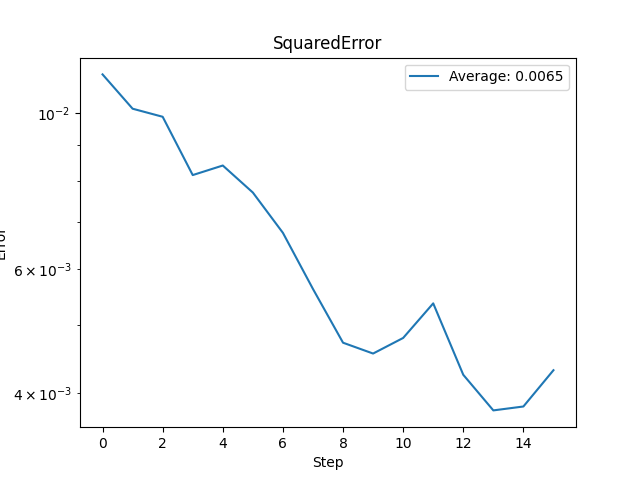 SquaredError
Average: 0.0065
10⁻²
6 × 10⁻³
4 × 10⁻³
0 2 4 6 8 10 12 14
Step